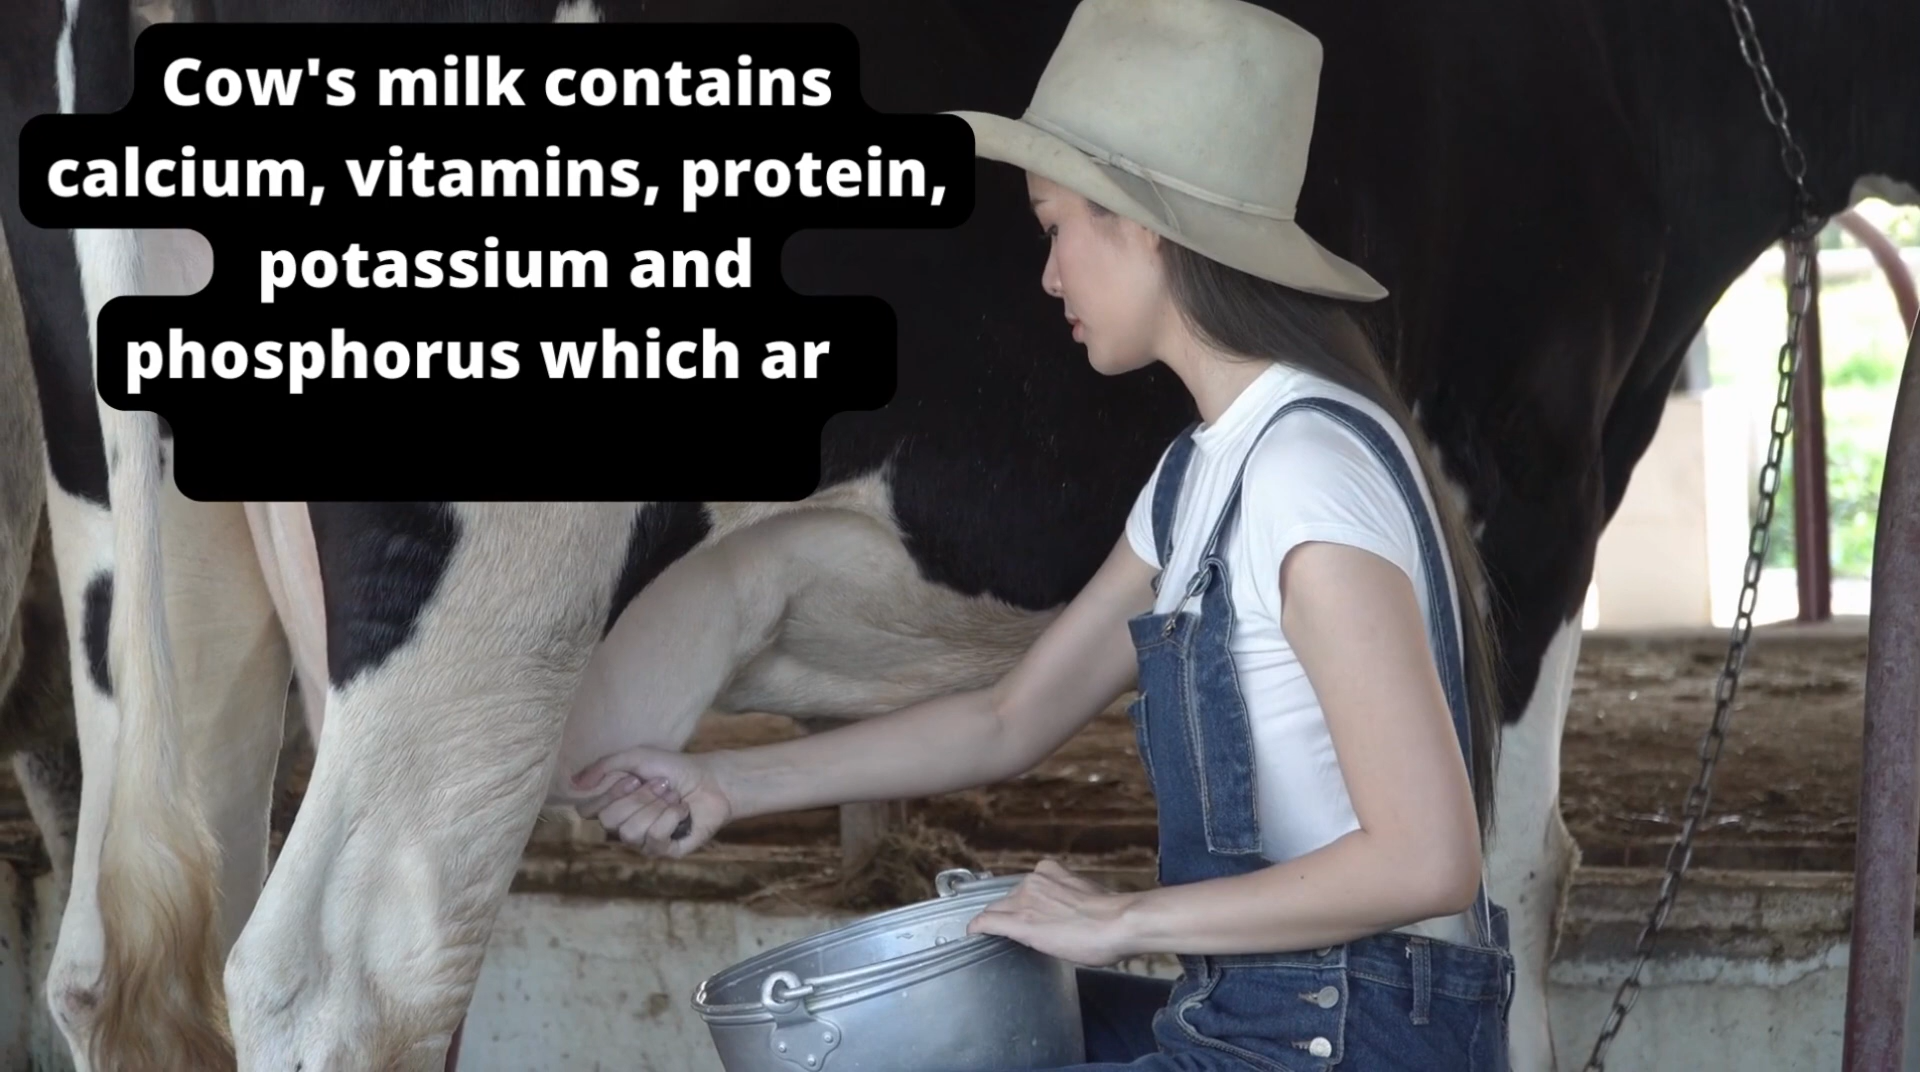 Cow's milk contains
calcium, vitamins, protein,
potassium and
phosphorus which ar